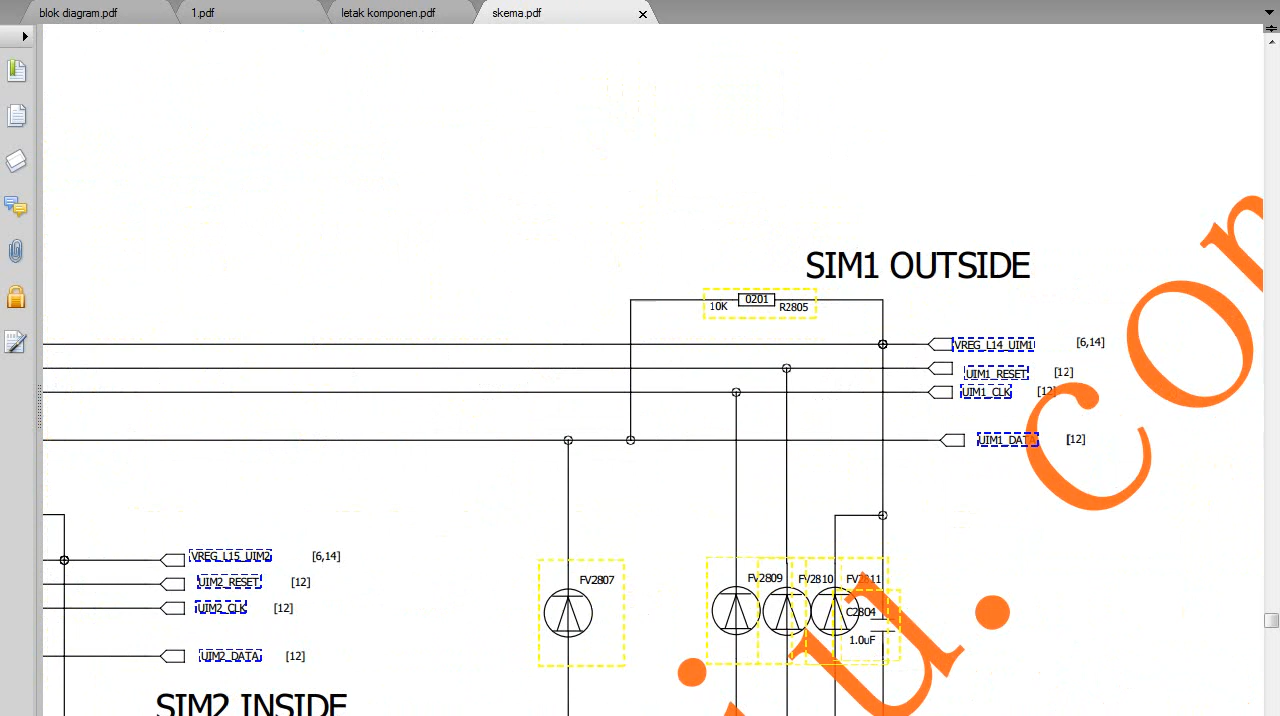 blok diagram.pdf
1.pdf
letak komponen.pdf
skema.pdf
SIM1 OUTSIDE
10K
0201
R2805
VREG_L14_UIM1 [6,14]
UIM1_RESET [12]
UIM1_CLK [12]
UIM1_DATA [12]
VREG_L15_UIM2 [6,14]
UIM2_RESET [12]
UIM2_CLK [12]
UIM2_DATA [12]
FV2807
FV2809
FV2810
FV2811
C2804
1.0uF
SIM2 INSIDE
u.con